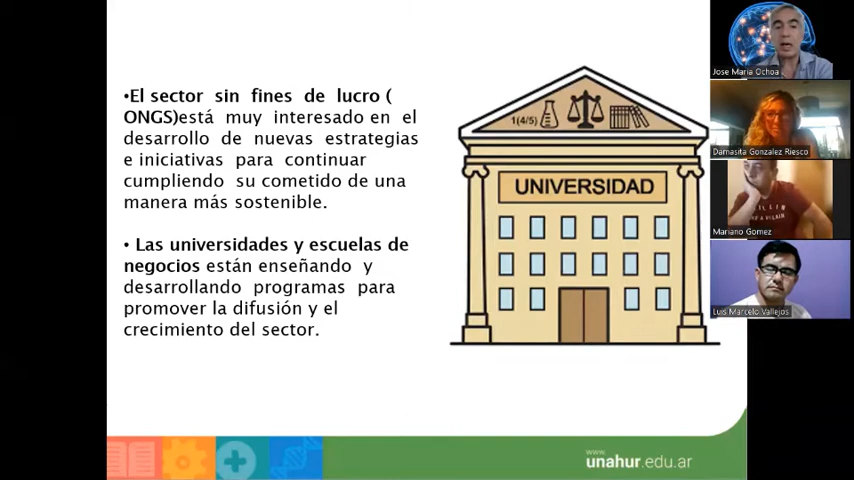 •El sector sin fines de lucro (
ONGS)está muy interesado en el
desarrollo de nuevas estrategias
e iniciativas para continuar
cumpliendo su cometido de una
manera más sostenible.
• Las universidades y escuelas de
negocios están enseñando y
desarrollando programas para
promover la difusión y el
crecimiento del sector.
1(4/5)
UNIVERSIDAD
www
unahur.edu.ar
Jose Maria Ochoa
Damasita Gonzalez Riesco
Mariano Gomez
Luis Marcelo Vallejos